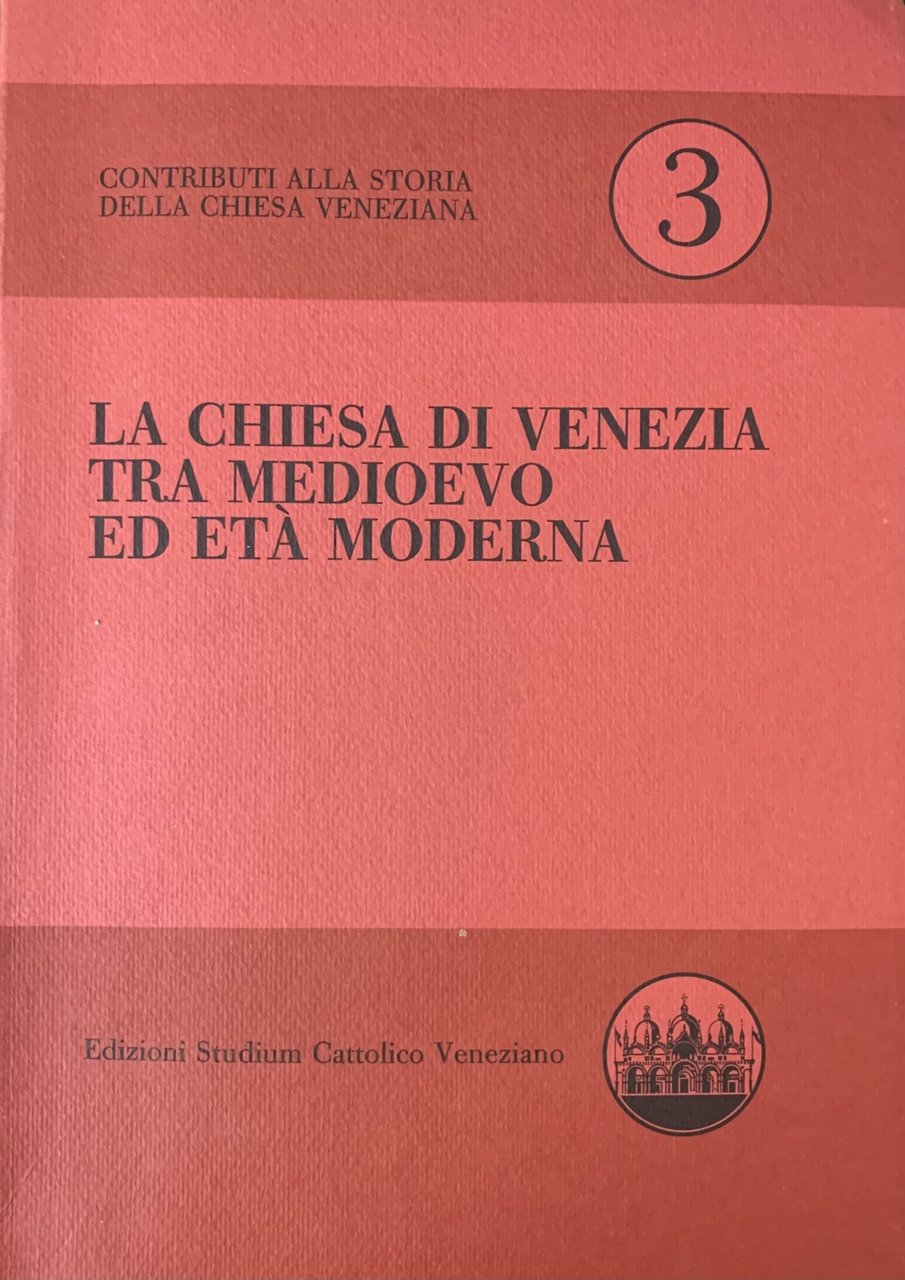 CONTRIBUTI ALLA STORIA
DELLA CHIESA VENEZIANA
3
LA CHIESA DI VENEZIA
TRA MEDIOEVO
ED ETÀ MODERNA
Edizioni Studium Cattolico Veneziano